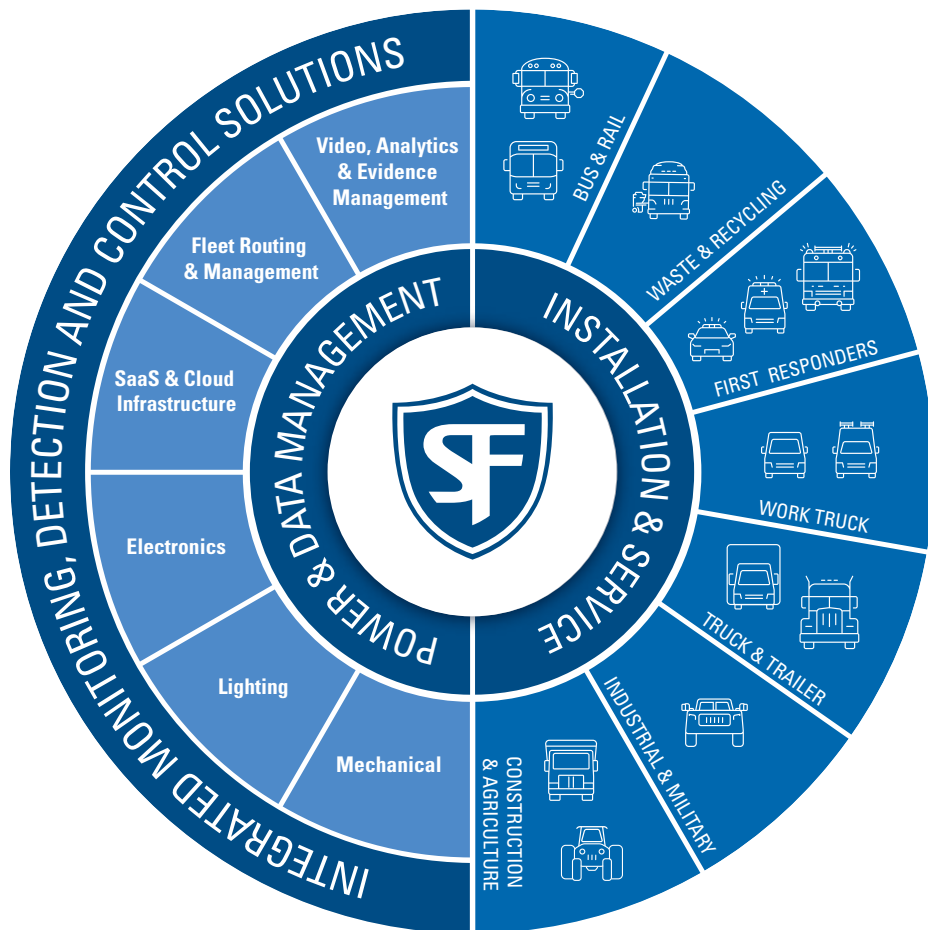 INTEGRATED MONITORING, DETECTION AND CONTROL SOLUTIONS
Video, Analytics
& Evidence
Management
Fleet Routing
& Management
SaaS & Cloud
Infrastructure
Electronics
Lighting
Mechanical
POWER & DATA MANAGEMENT
INSTALLATION & SERVICE
SF
BUS & RAIL
WASTE & RECYCLING
FIRST RESPONDERS
WORK TRUCK
TRUCK & TRAILER
INDUSTRIAL & MILITARY
CONSTRUCTION
& AGRICULTURE